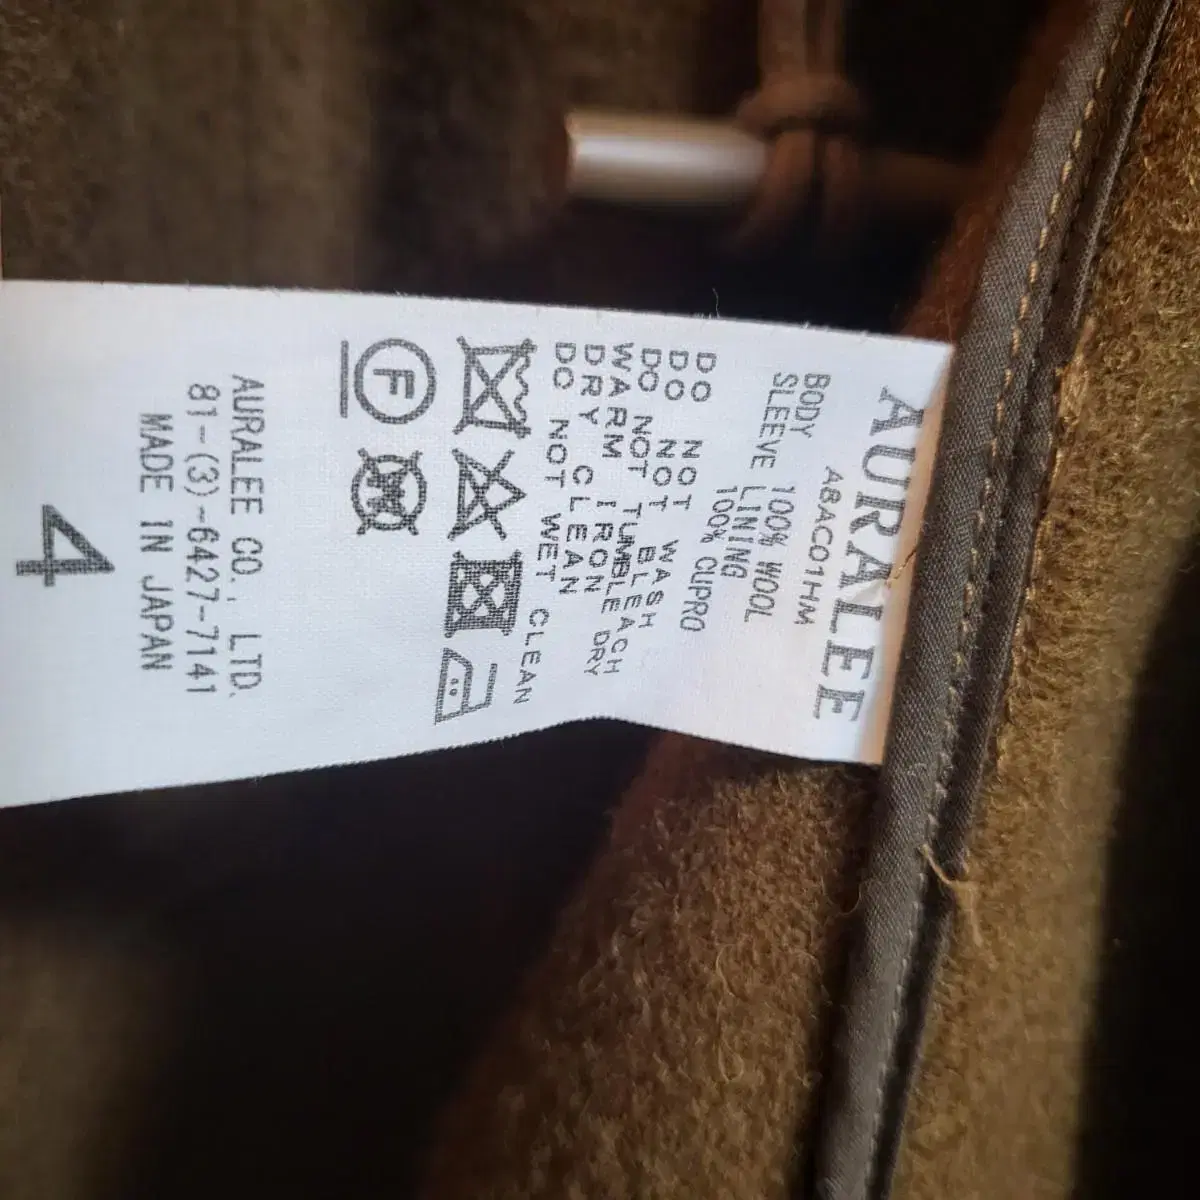 AURALEE
A8AC01HM
BODY 100% WOOL
SLEEVE LINING
100% CUPRO
DO NOT WASH
DO NOT BLEACH
DO NOT TUMBLE DRY
WARM IRON
DRY CLEAN
DO NOT WET CLEAN
F
W
AURALEE CO., LTD.
81-(3)-6427-7141
MADE IN JAPAN
4